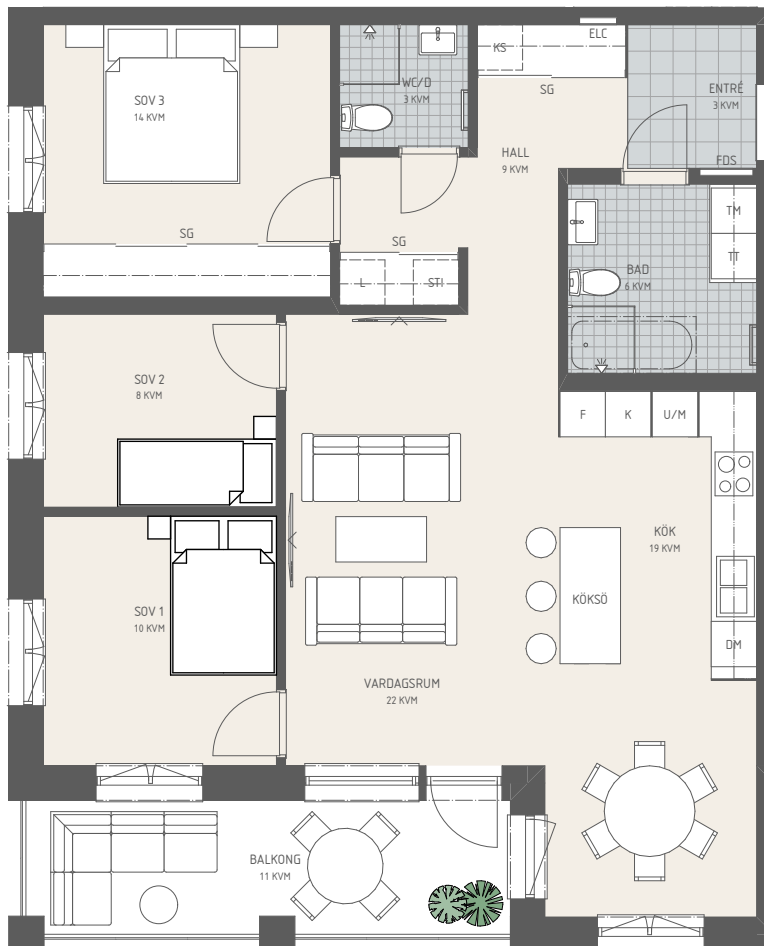 ELC
KS
SG
WC/D
3 KVM
ENTRÉ
3 KVM
SOV 3
14 KVM
HALL
9 KVM
FDS
TM
SG
SG
TT
BAD
6 KVM
L
STI
SOV 2
8 KVM
F
K
U/M
KÖK
19 KVM
KÖKSÖ
SOV 1
10 KVM
DM
VARDAGSRUM
22 KVM
BALKONG
11 KVM